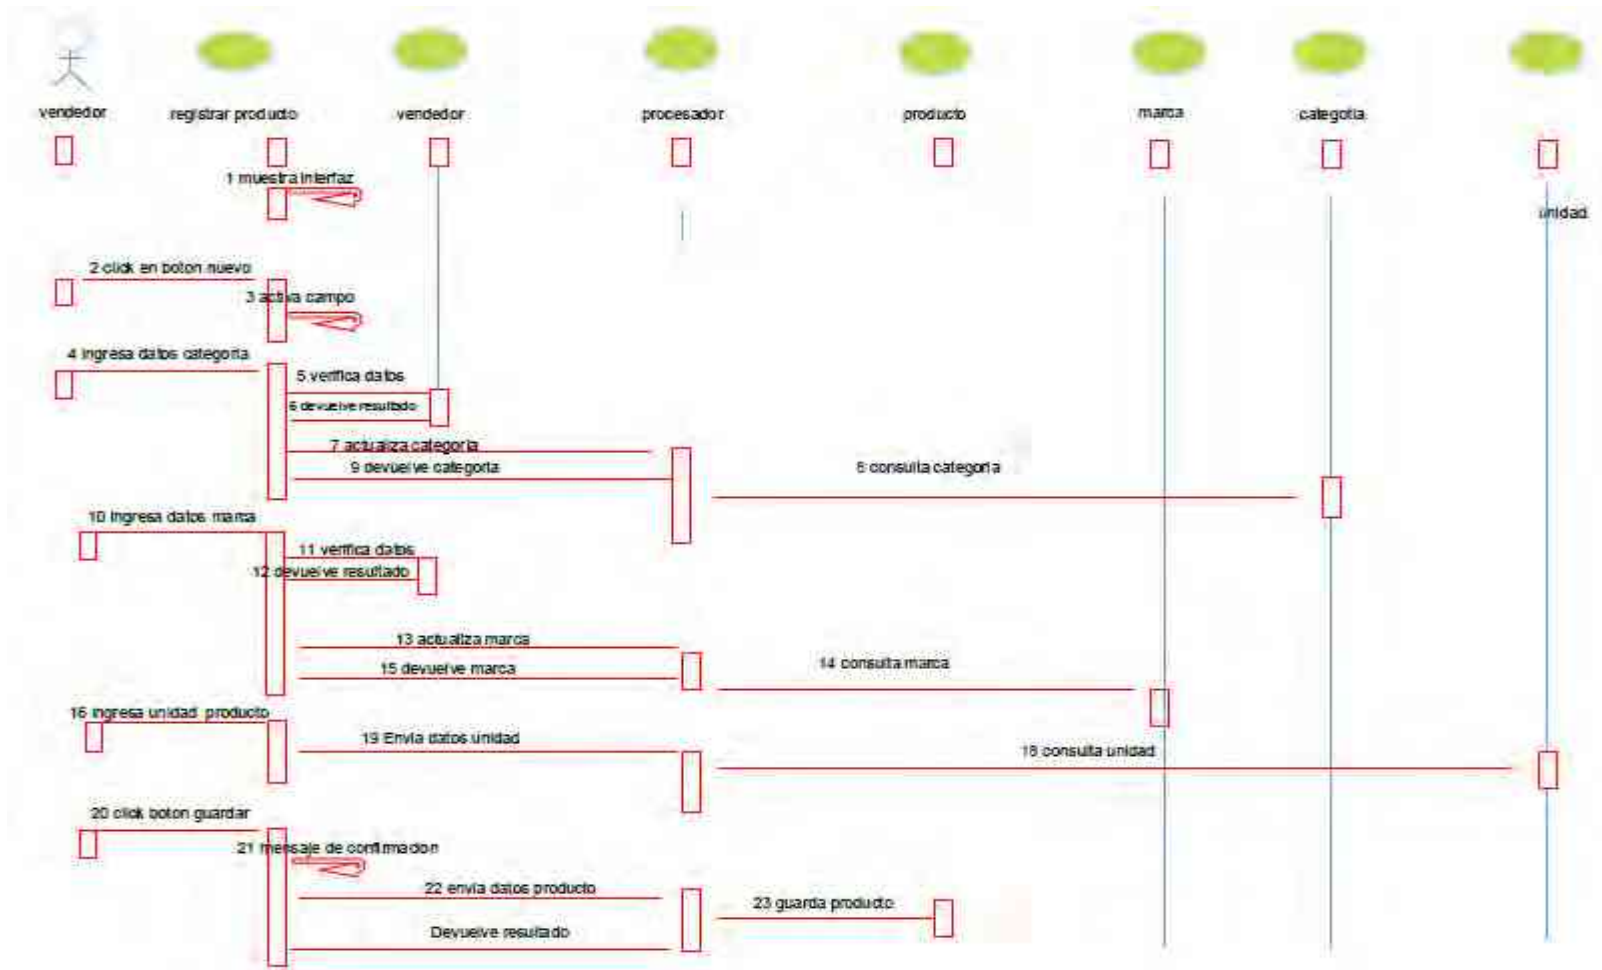 vendedor
registrar producto
vendedor
procesador
producto
marca
categotia
unidad
1 muestra interfaz
2 click en boton nuevo
3 activa campo
4 ingresa datos categoria
5 verifica datos
6 devuelve resultado
7 actualiza categoria
9 devuelve categoria
8 consulta categoria
10 ingresa datos marca
11 verifica datos
12 devuelve resultado
13 actualiza marca
15 devuelve marca
14 consulta marca
16 ingresa unidad producto
19 Envia datos unidad
18 consulta unidad
20 click boton guardar
21 mensaje de confirmacion
22 envia datos producto
23 guarda producto
Devuelve resultado